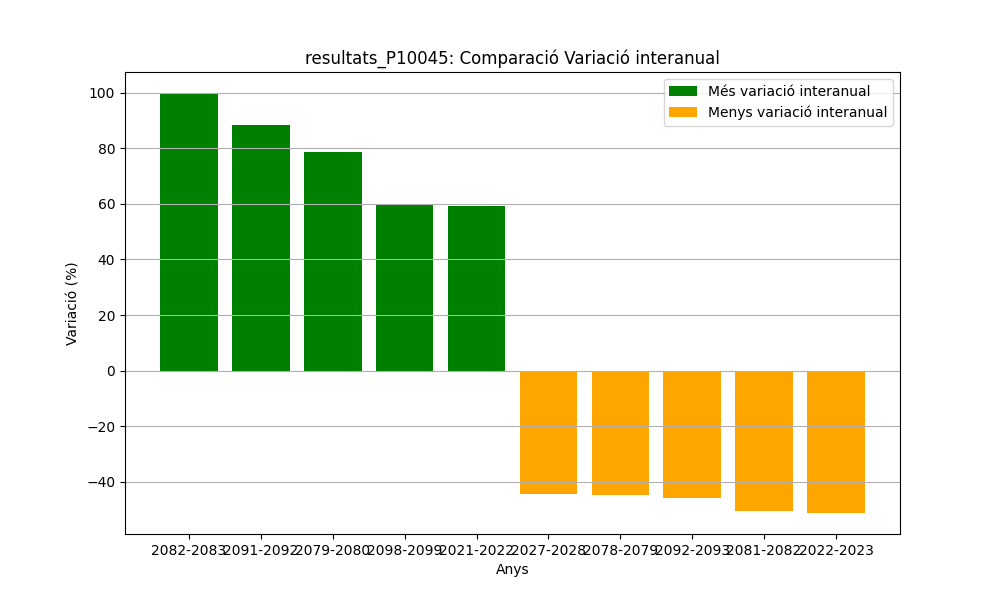 resultats_P10045: Comparació Variació interanual
Més variació interanual
Menys variació interanual
Variació (%)
100
80
60
40
20
0
−20
−40
2082-2083 2091-2092 2079-2080 2098-2099 2021-2022 2027-2028 2078-2079 2092-2093 2081-2082 2022-2023
Anys